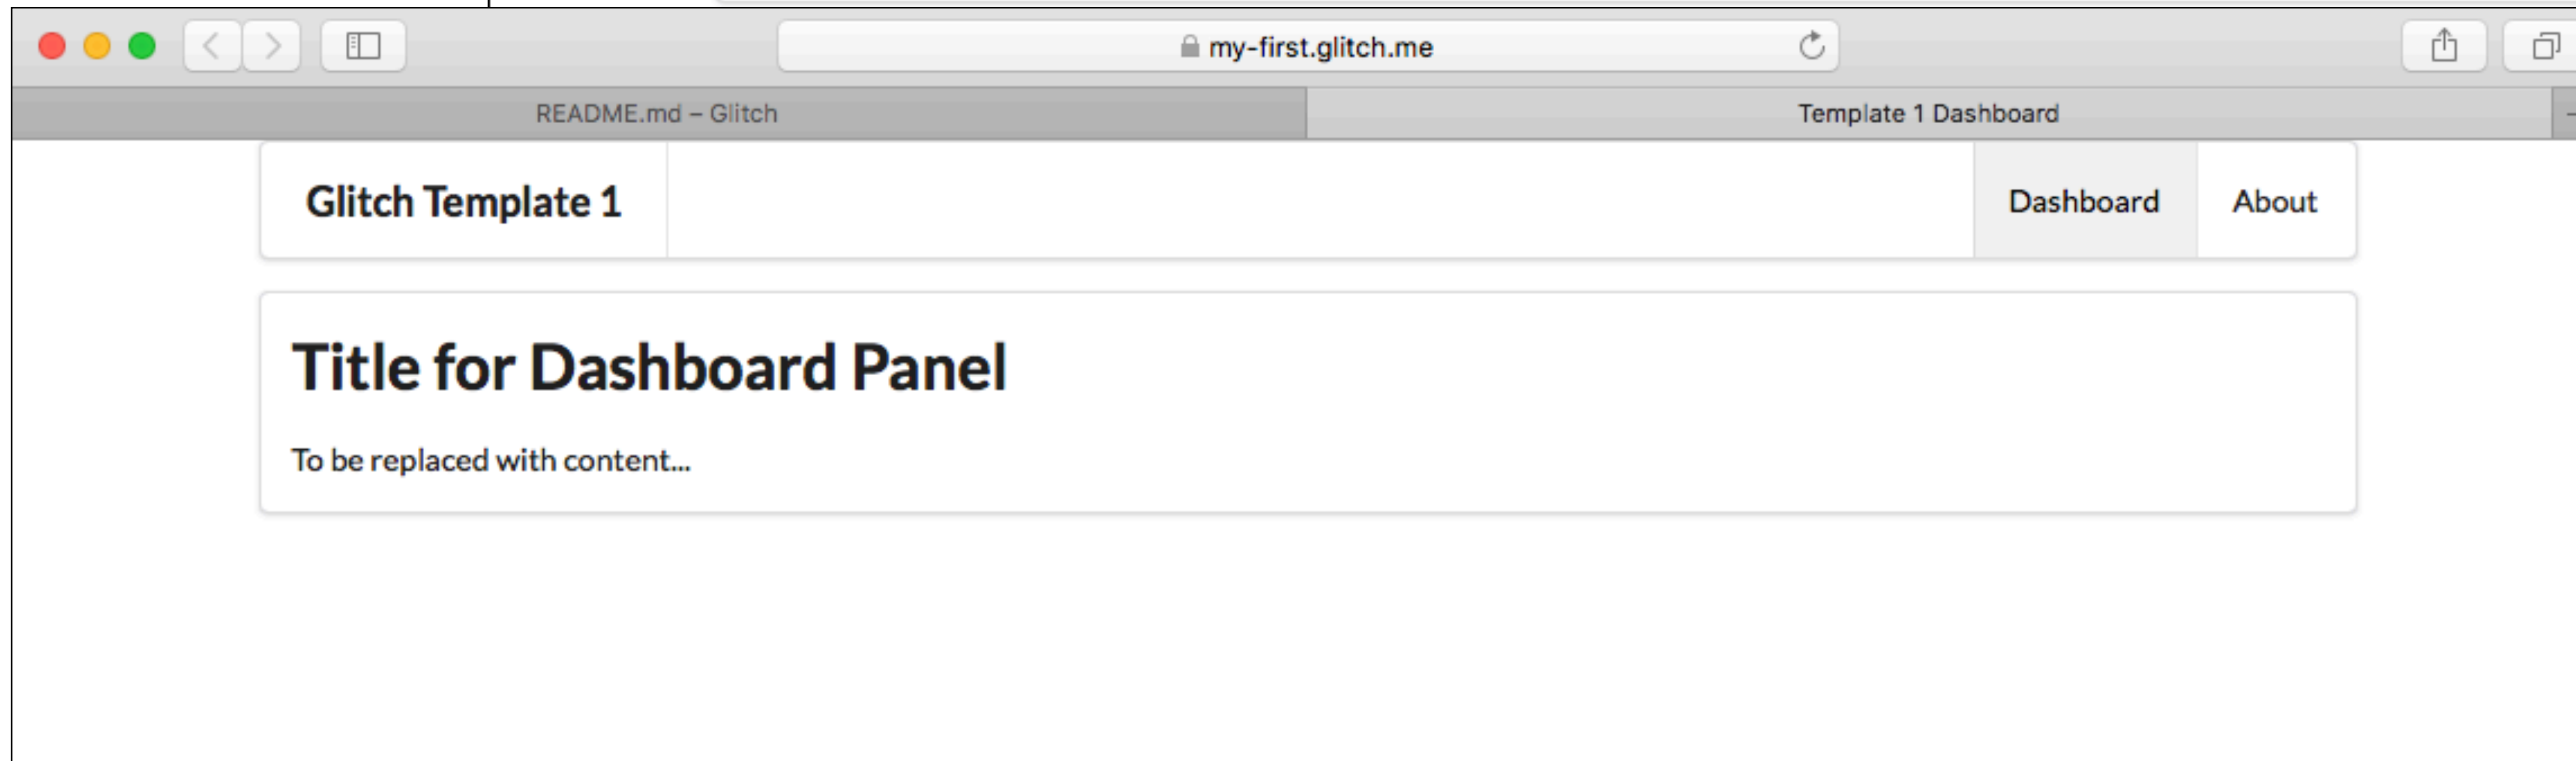 my-first.glitch.me
README.md – Glitch
Template 1 Dashboard
Glitch Template 1
Dashboard
About
Title for Dashboard Panel
To be replaced with content...